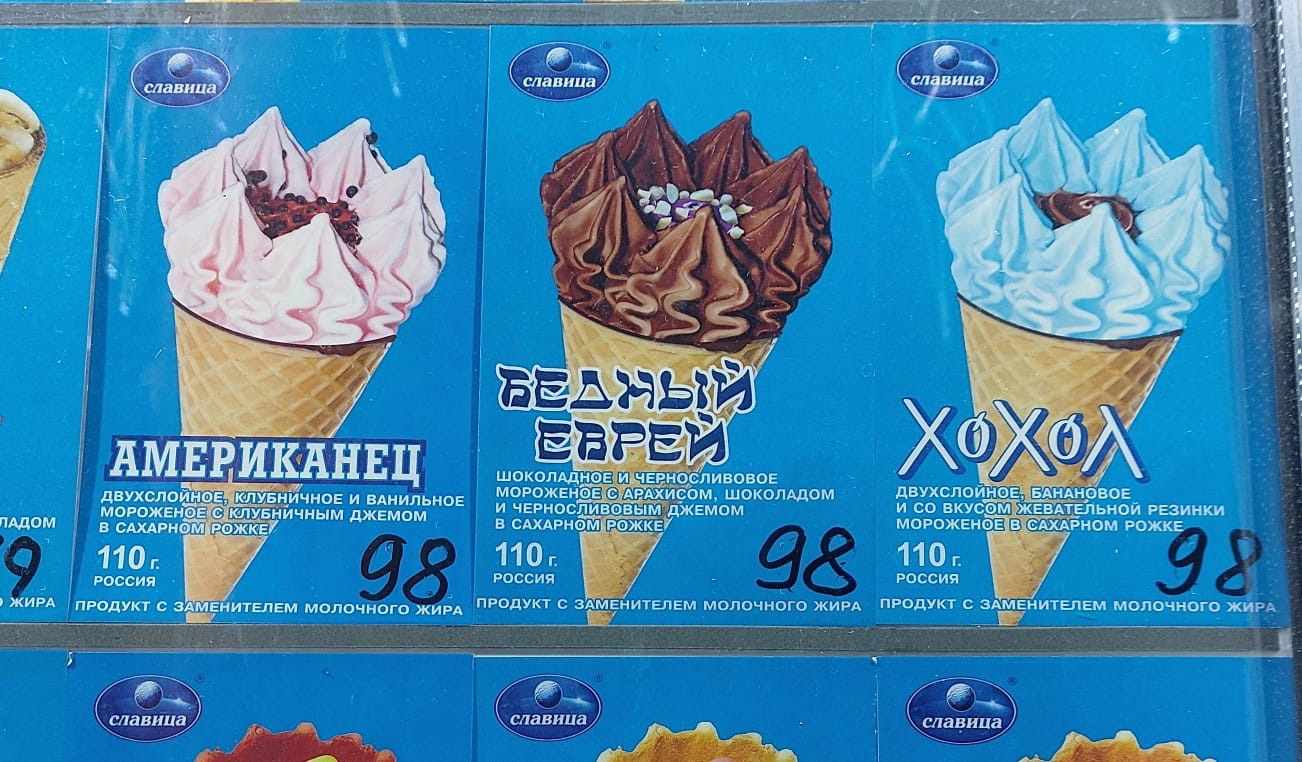 славица
АМЕРИКАНЕЦ
ДВУХСЛОЙНОЕ, КЛУБНИЧНОЕ И ВАНИЛЬНОЕ
МОРОЖЕНОЕ С КЛУБНИЧНЫМ ДЖЕМОМ
В САХАРНОМ РОЖКЕ
110 г.
РОССИЯ
98
ПРОДУКТ С ЗАМЕНИТЕЛЕМ МОЛОЧНОГО ЖИРА
славица
БЕДНЫЙ
ЕВРЕЙ
ШОКОЛАДНОЕ И ЧЕРНОСЛИВОВОЕ
МОРОЖЕНОЕ С АРАХИСОМ, ШОКОЛАДОМ
И ЧЕРНОСЛИВОВЫМ ДЖЕМОМ
В САХАРНОМ РОЖКЕ
110 г.
РОССИЯ
98
ПРОДУКТ С ЗАМЕНИТЕЛЕМ МОЛОЧНОГО ЖИРА
славица
ХОХОЛ
ДВУХСЛОЙНОЕ, БАНАНОВОЕ
И СО ВКУСОМ ЖЕВАТЕЛЬНОЙ РЕЗИНКИ
МОРОЖЕНОЕ В САХАРНОМ РОЖКЕ
110 г.
РОССИЯ
98
ПРОДУКТ С ЗАМЕНИТЕЛЕМ МОЛОЧНОГО ЖИРА
ЖИРА
славица
славица
славица